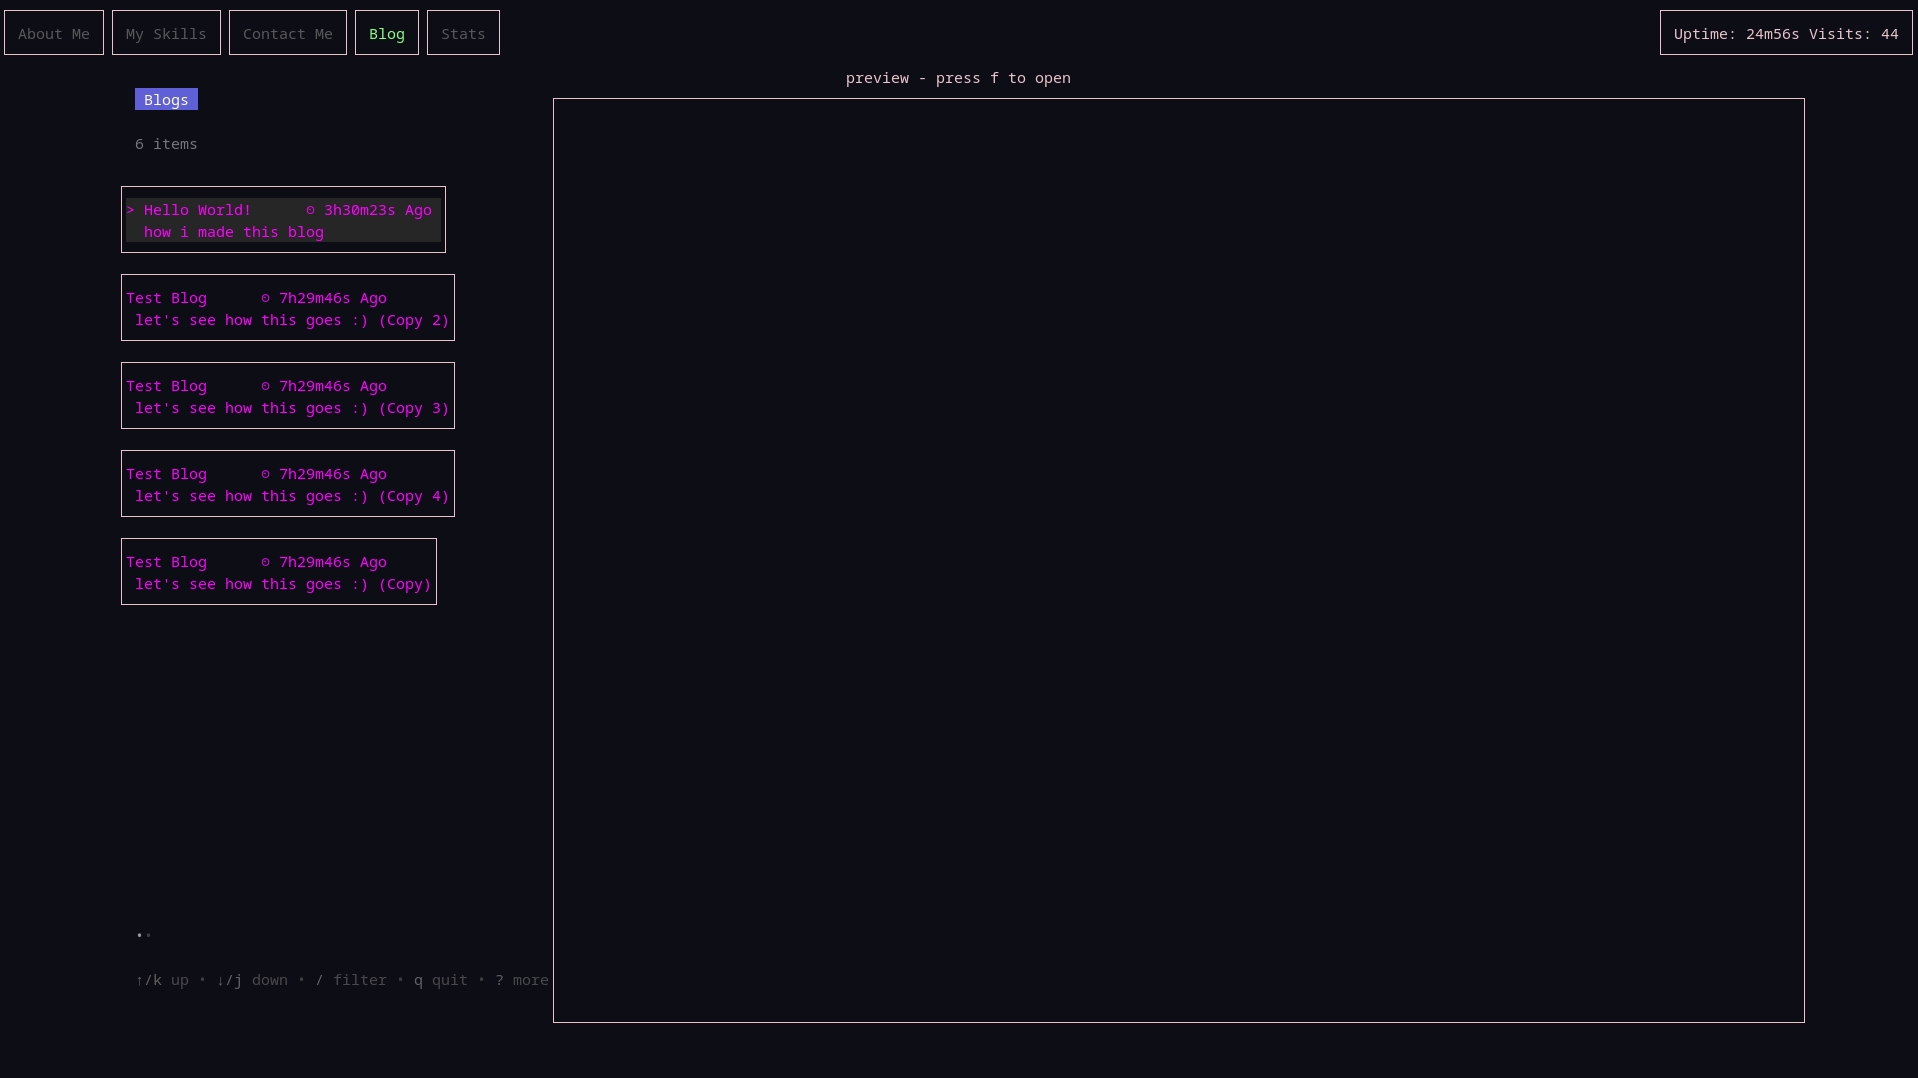 About Me My Skills Contact Me Blog Stats Uptime: 24m56s Visits: 44
preview - press f to open
Blogs
6 items
> Hello World! ⏲ 3h30m23s Ago
how i made this blog
Test Blog ⏲ 7h29m46s Ago
let's see how this goes :) (Copy 2)
Test Blog ⏲ 7h29m46s Ago
let's see how this goes :) (Copy 3)
Test Blog ⏲ 7h29m46s Ago
let's see how this goes :) (Copy 4)
Test Blog ⏲ 7h29m46s Ago
let's see how this goes :) (Copy)
••
↑/k up • ↓/j down • / filter • q quit • ? more